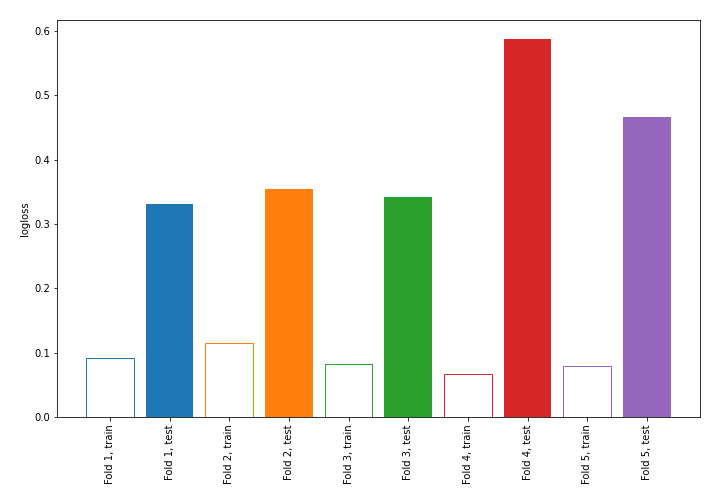 0.6
0.5
0.4
0.3
0.2
0.1
0.0
logloss
Fold 1, train
Fold 1, test
Fold 2, train
Fold 2, test
Fold 3, train
Fold 3, test
Fold 4, train
Fold 4, test
Fold 5, train
Fold 5, test